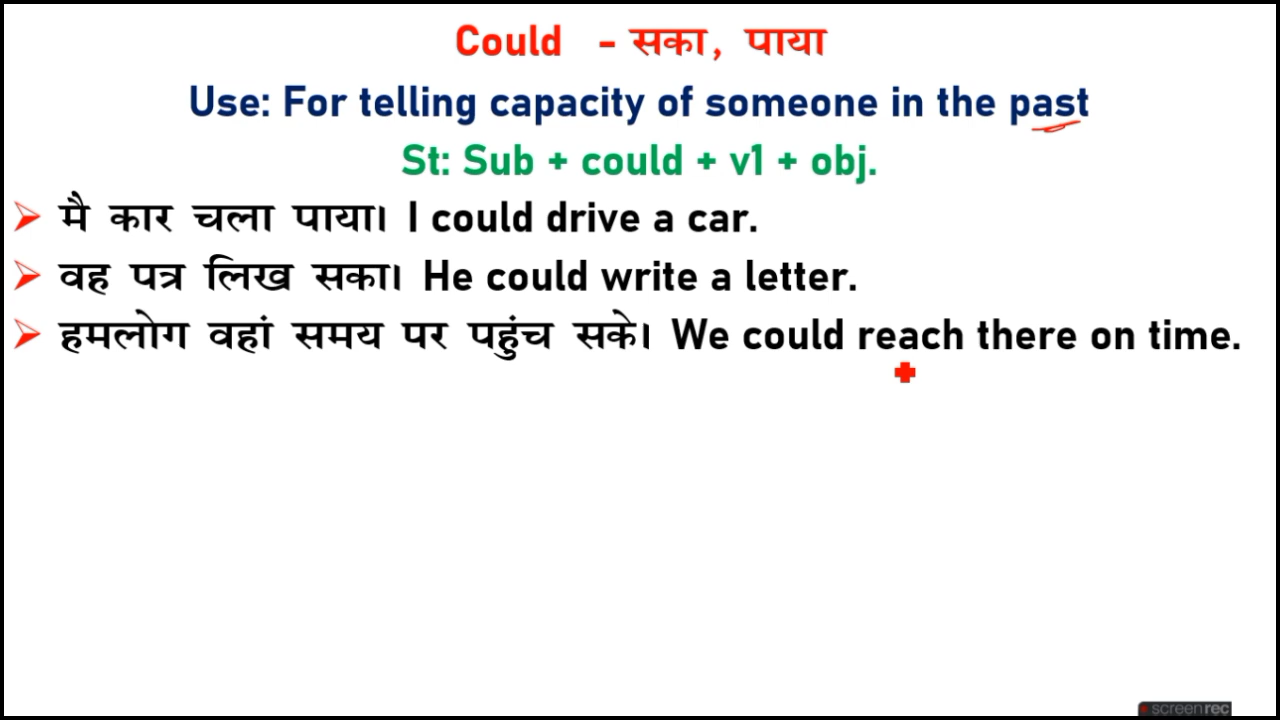 Could - सका, पाया
Use: For telling capacity of someone in the past
St: Sub + could + v1 + obj.
➢ मै कार चला पाया। I could drive a car.
➢ वह पत्र लिख सका। He could write a letter.
➢ हमलोग वहां समय पर पहुंच सके। We could reach there on time.
screenrec